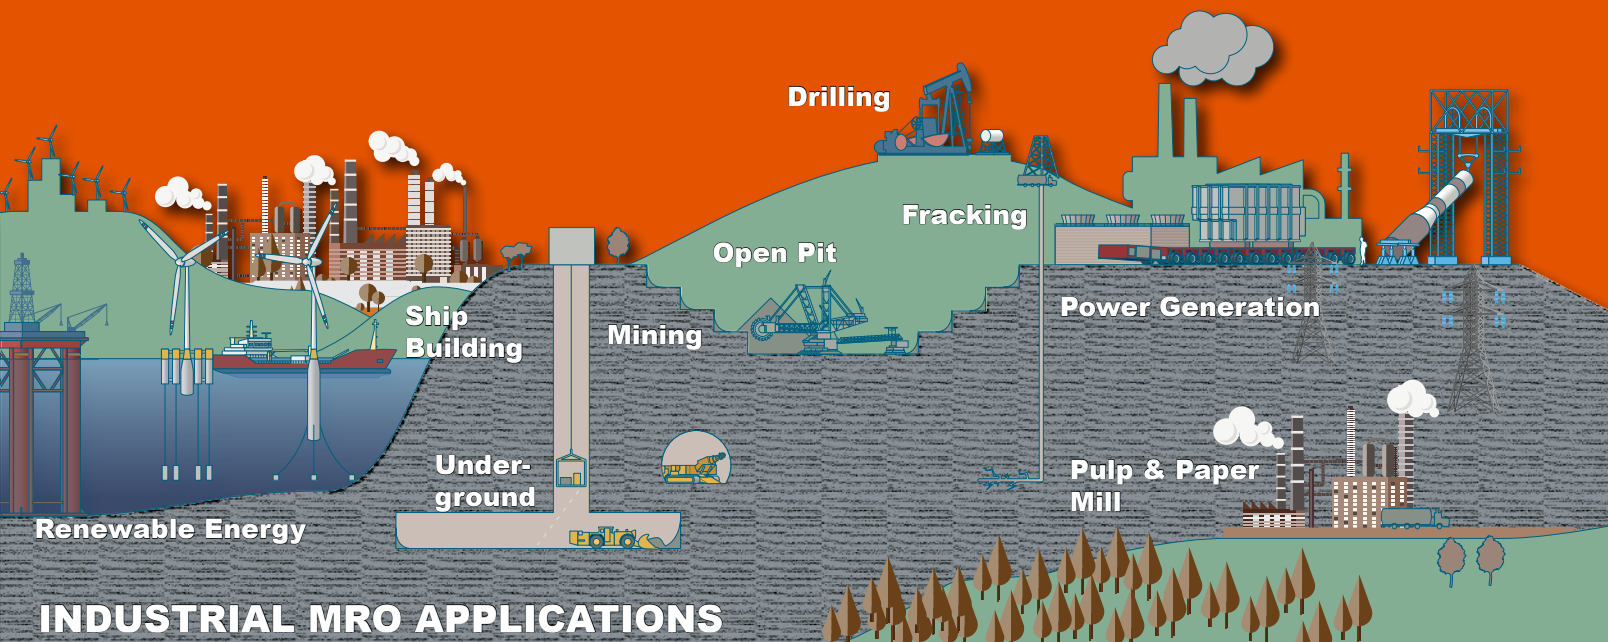 Drilling
Fracking
Open Pit
Ship
Building
Mining
Power Generation
Under-
ground
Pulp & Paper
Mill
Renewable Energy
INDUSTRIAL MRO APPLICATIONS